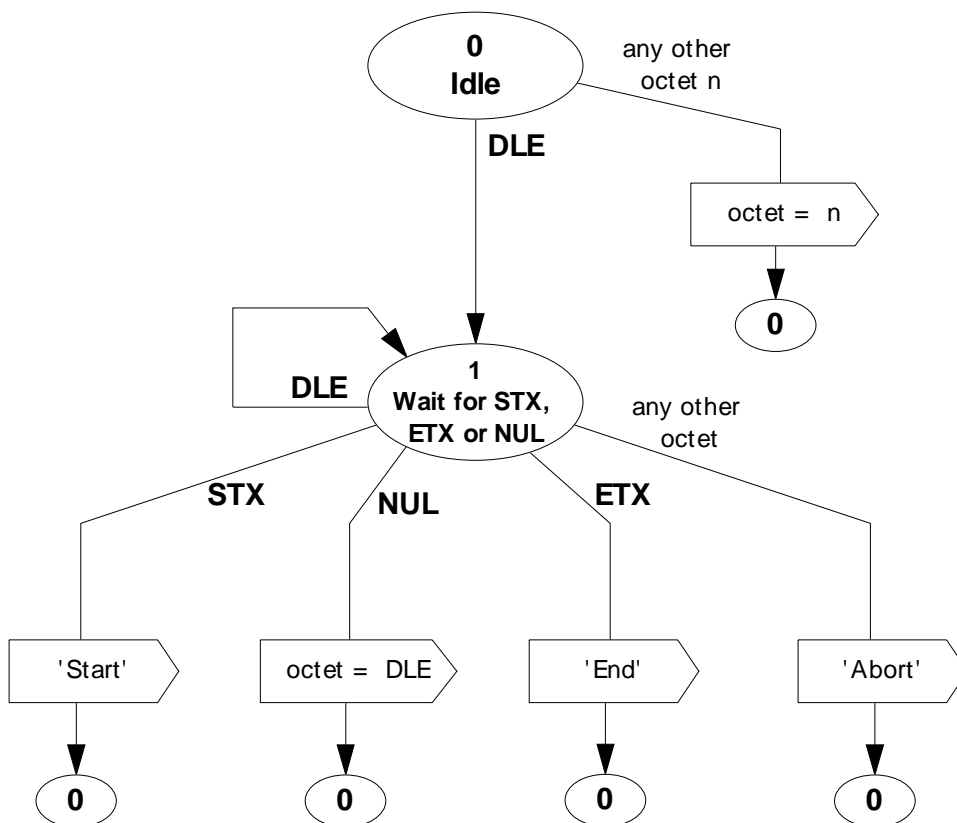 0
Idle
any other
octet n
DLE
octet = n
0
DLE
1
Wait for STX,
ETX or NUL
any other
octet
STX
NUL
ETX
'Start'
octet = DLE
'End'
'Abort'
0
0
0
0